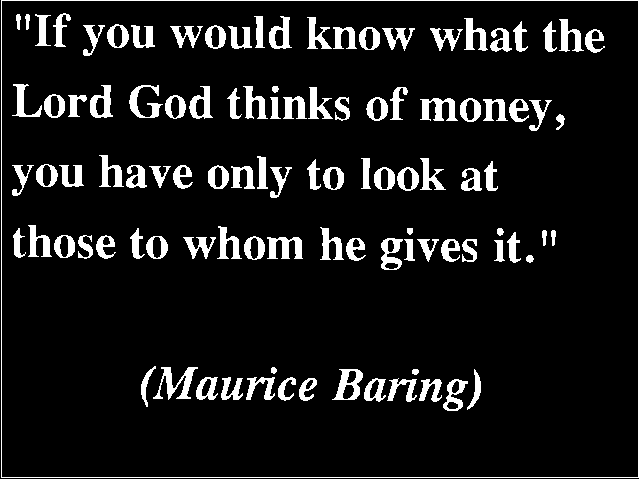 "If you would know what the
Lord God thinks of money,
you have only to look at
those to whom he gives it."
(Maurice Baring)